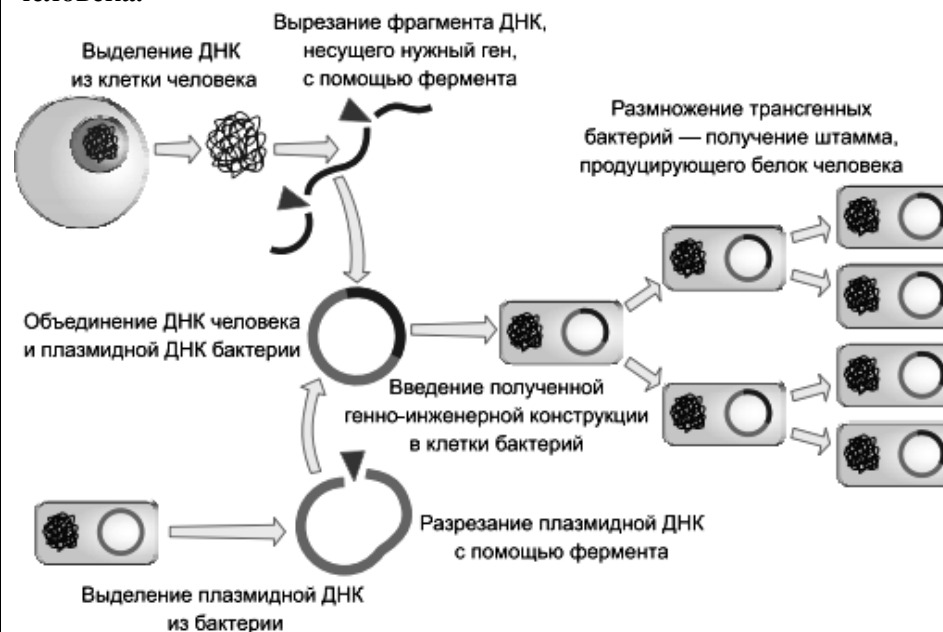 человека.
Вырезание фрагмента ДНК,
несущего нужный ген,
с помощью фермента
Выделение ДНК
из клетки человека
Размножение трансгенных
бактерий — получение штамма,
продуцирующего белок человека
Объединение ДНК человека
и плазмидной ДНК бактерии
Введение полученной
генно-инженерной конструкции
в клетки бактерий
Разрезание плазмидной ДНК
с помощью фермента
Выделение плазмидной ДНК
из бактерии